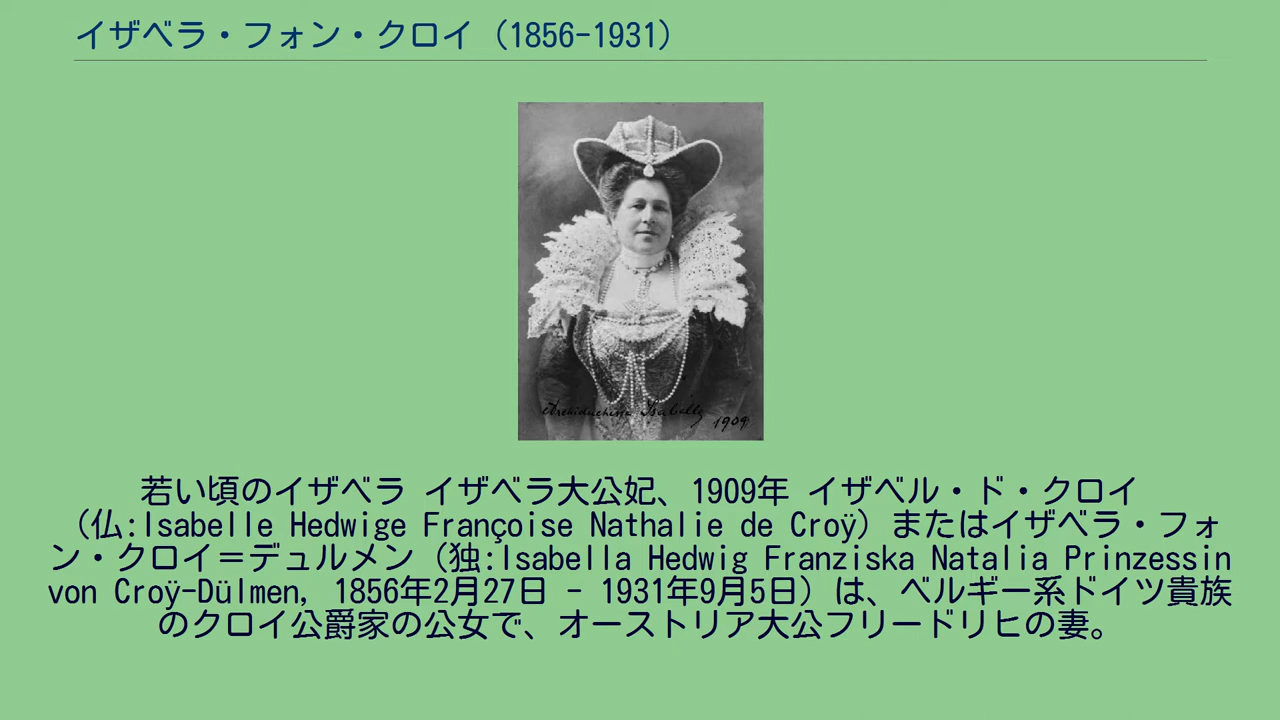 イザベラ・フォン・クロイ（1856-1931）
Archiduchesse Isabelle
1909
若い頃のイザベラ イザベラ大公妃、1909年 イザベル・ド・クロイ
（仏:Isabelle Hedwige Françoise Nathalie de Croÿ）またはイザベラ・フォ
ン・クロイ＝デュルメン（独:Isabella Hedwig Franziska Natalia Prinzessin
von Croÿ-Dülmen, 1856年2月27日 - 1931年9月5日）は、ベルギー系ドイツ貴族
のクロイ公爵家の公女で、オーストリア大公フリードリヒの妻。